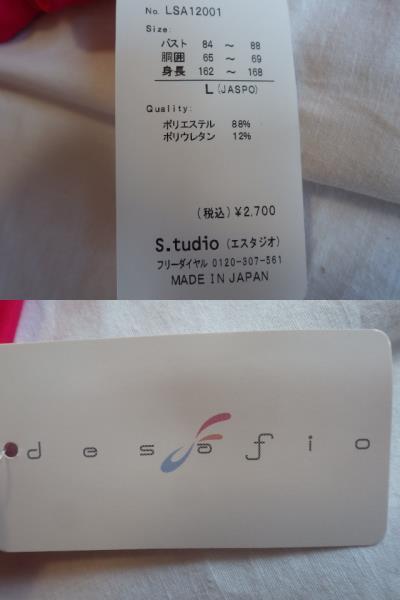 No. LSA12001
Size:
バスト 84 ～ 88
胴囲 65 ～ 69
身長 162 ～ 168
L (JASPO)
Quality:
ポリエステル 88%
ポリウレタン 12%
(税込) ¥2,700
S.tudio (エスタジオ)
フリーダイヤル 0120-307-561
MADE IN JAPAN
desafio